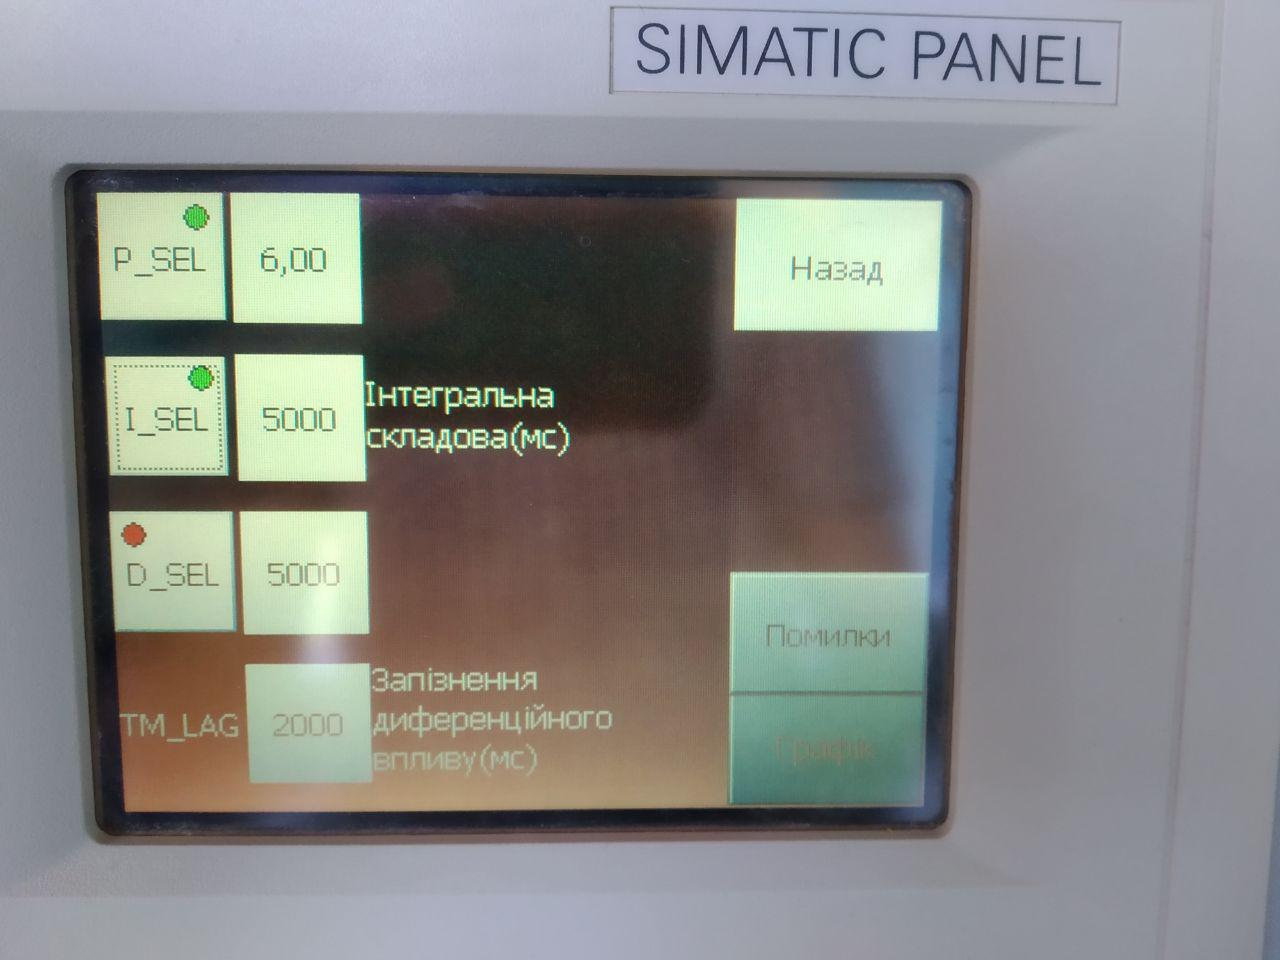 SIMATIC PANEL
P_SEL
6,00
Назад
I_SEL
5000
Інтегральна
складова(мс)
D_SEL
5000
Помилки
TM_LAG
2000
Запізнення
диференційного
впливу(мс)
Графік